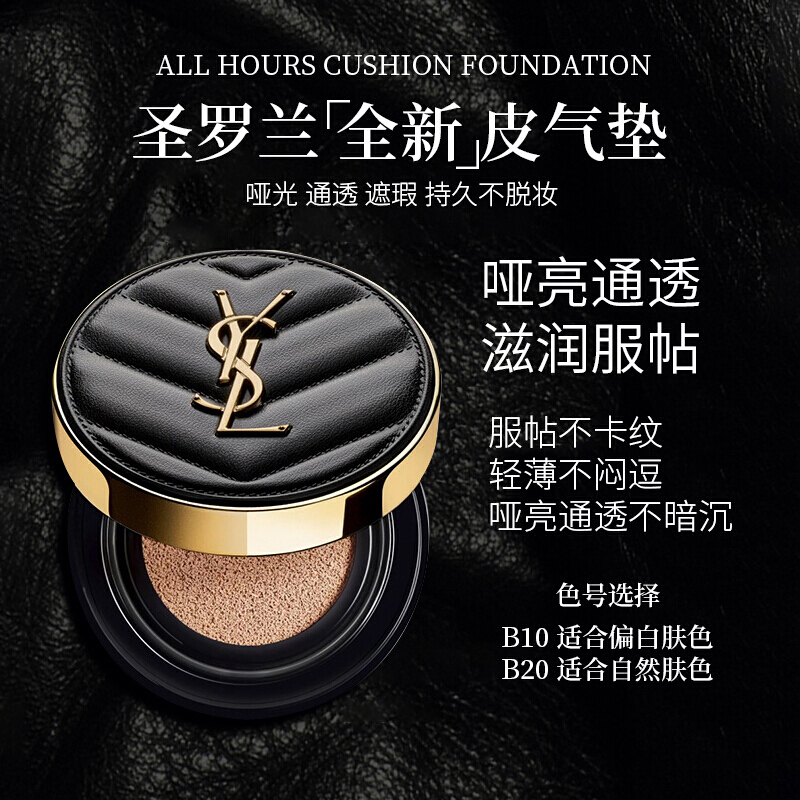 ALL HOURS CUSHION FOUNDATION
圣罗兰「全新」皮气垫
哑光 通透 遮瑕 持久不脱妆
哑亮通透
滋润服帖
YSL
服帖不卡纹
轻薄不闷逗
哑亮通透不暗沉
色号选择
B10 适合偏白肤色
B20 适合自然肤色